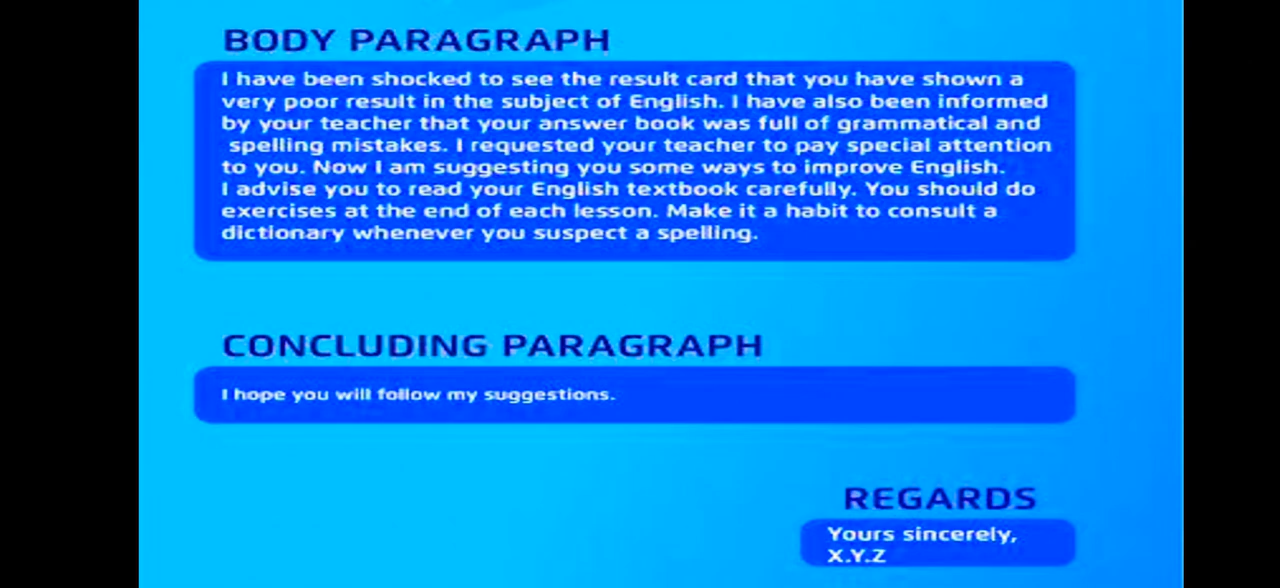 BODY PARAGRAPH
I have been shocked to see the result card that you have shown a
very poor result in the subject of English. I have also been informed
by your teacher that your answer book was full of grammatical and
spelling mistakes. I requested your teacher to pay special attention
to you. Now I am suggesting you some ways to improve English.
I advise you to read your English textbook carefully. You should do
exercises at the end of each lesson. Make it a habit to consult a
dictionary whenever you suspect a spelling.
CONCLUDING PARAGRAPH
I hope you will follow my suggestions.
REGARDS
Yours sincerely,
X.Y.Z